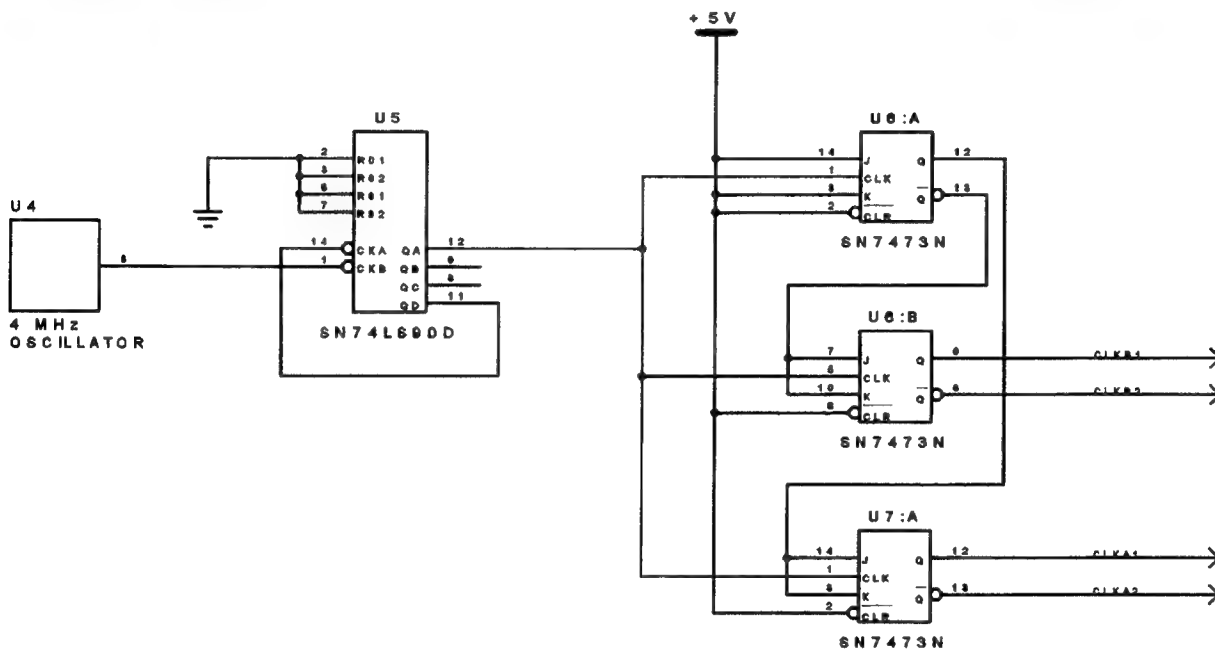 +5V
U5
2
3
6
7
R01
R02
R91
R92
14
1
CKA
CKB
QA
QB
QC
QD
12
9
8
11
SN74LS90D
U4
8
4 MHz
OSCILLATOR
U6:A
14
1
3
2
J
CLK
K
CLR
Q
Q
12
13
SN7473N
U6:B
7
5
10
6
J
CLK
K
CLR
Q
Q
9
8
CLKB1
CLKB2
SN7473N
U7:A
14
1
3
2
J
CLK
K
CLR
Q
Q
12
13
CLKA1
CLKA2
SN7473N